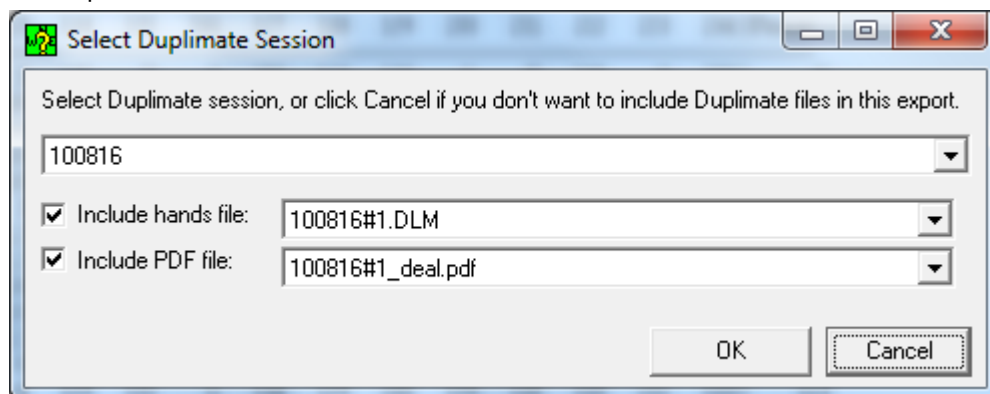 Select Duplimate Session
Select Duplimate session, or click Cancel if you don't want to include Duplimate files in this export.
100816
Include hands file: 100816#1.DLM
Include PDF file: 100816#1_deal.pdf
OK Cancel